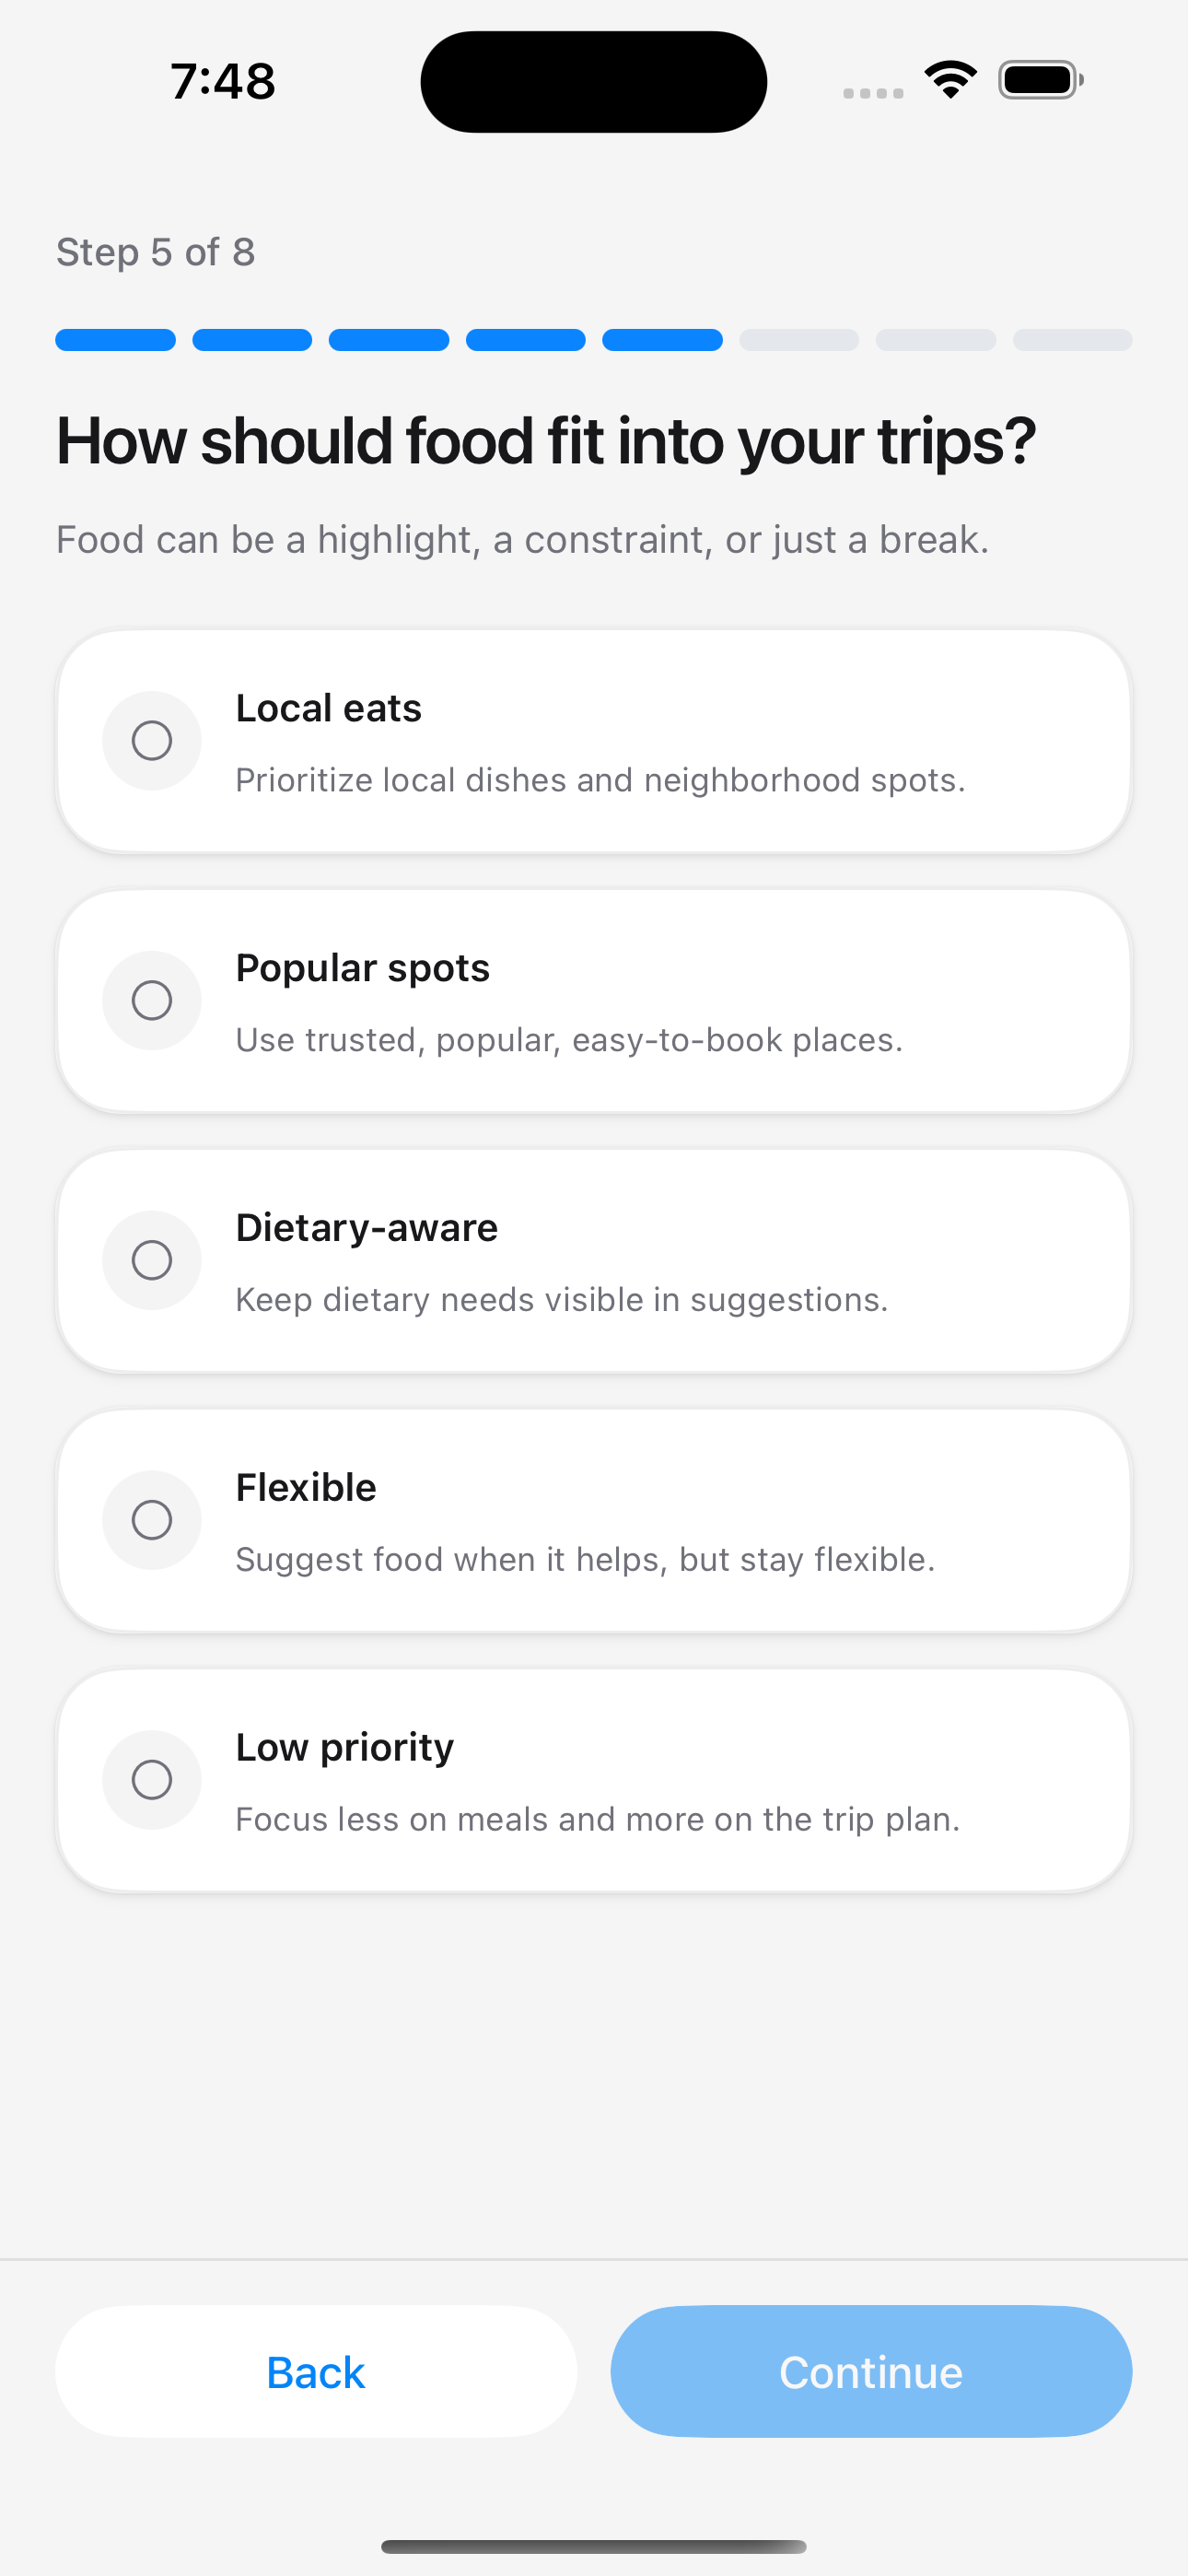 7:48
Step 5 of 8
How should food fit into your trips?
Food can be a highlight, a constraint, or just a break.
Local eats
Prioritize local dishes and neighborhood spots.
Popular spots
Use trusted, popular, easy-to-book places.
Dietary-aware
Keep dietary needs visible in suggestions.
Flexible
Suggest food when it helps, but stay flexible.
Low priority
Focus less on meals and more on the trip plan.
Back
Continue